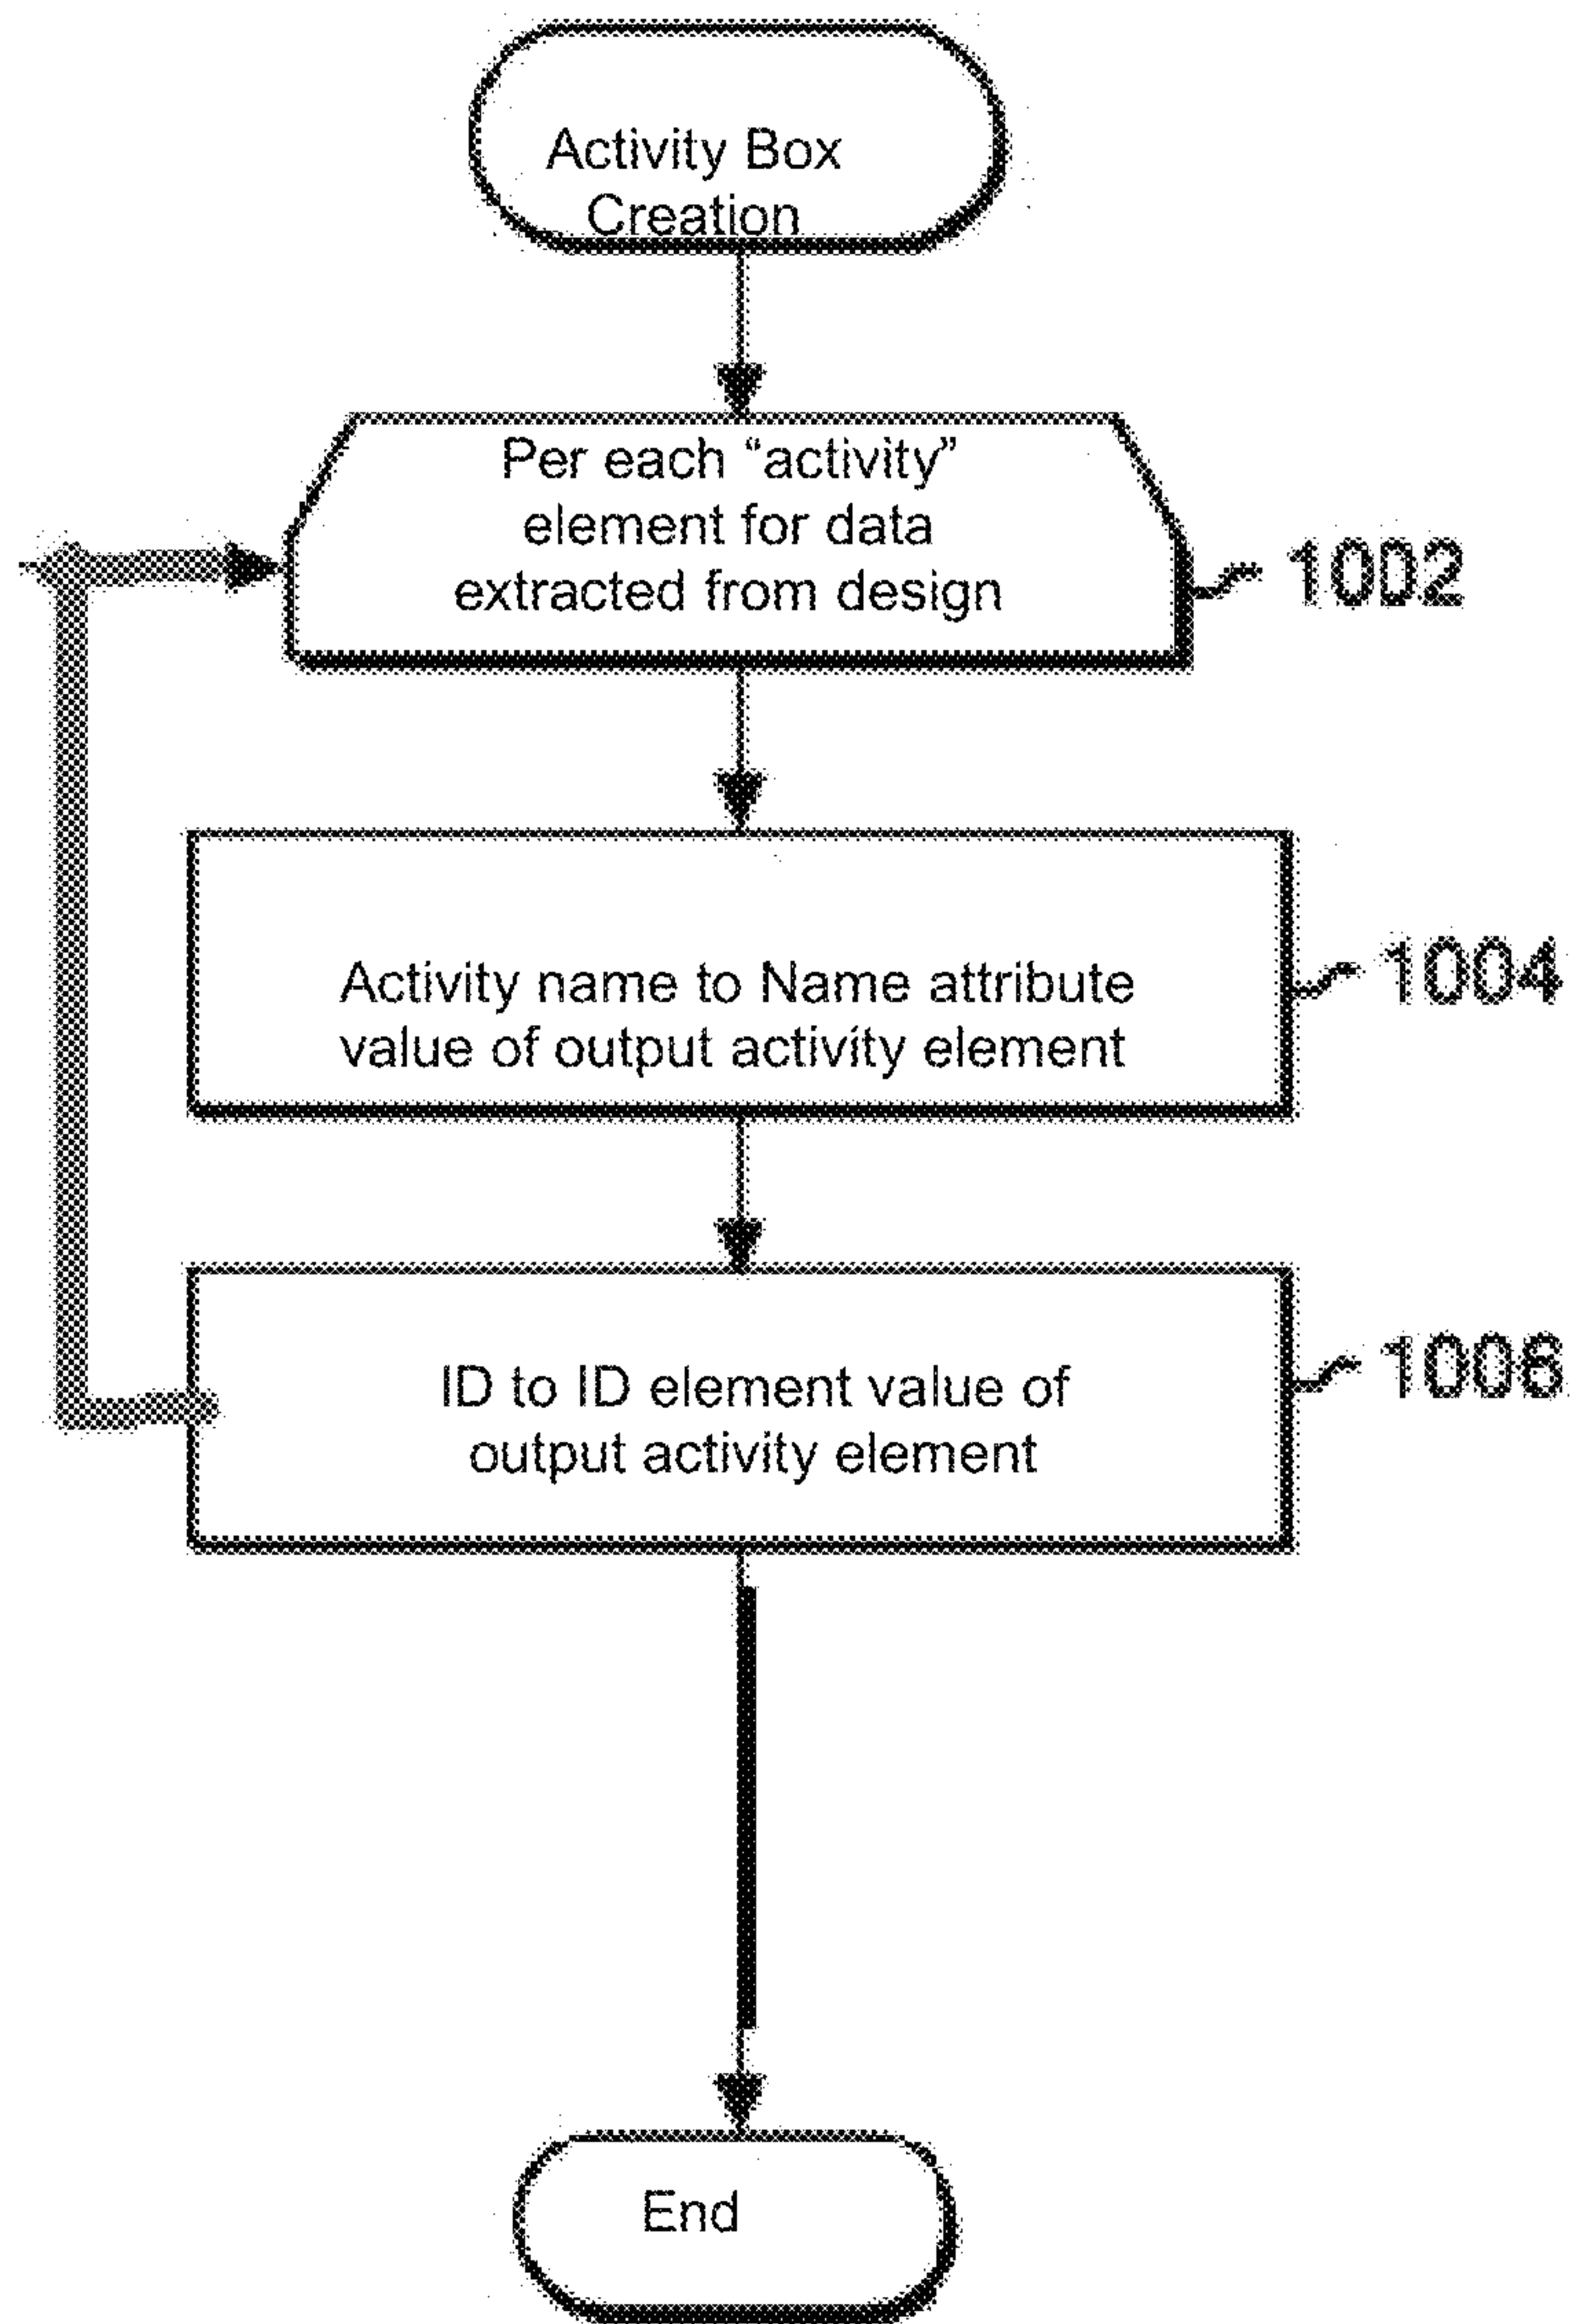 Activity Box
Creation
Per each “activity”
element for data
extracted from design
1002
Activity name to Name attribute
value of output activity element
1004
ID to ID element value of
output activity element
1006
End